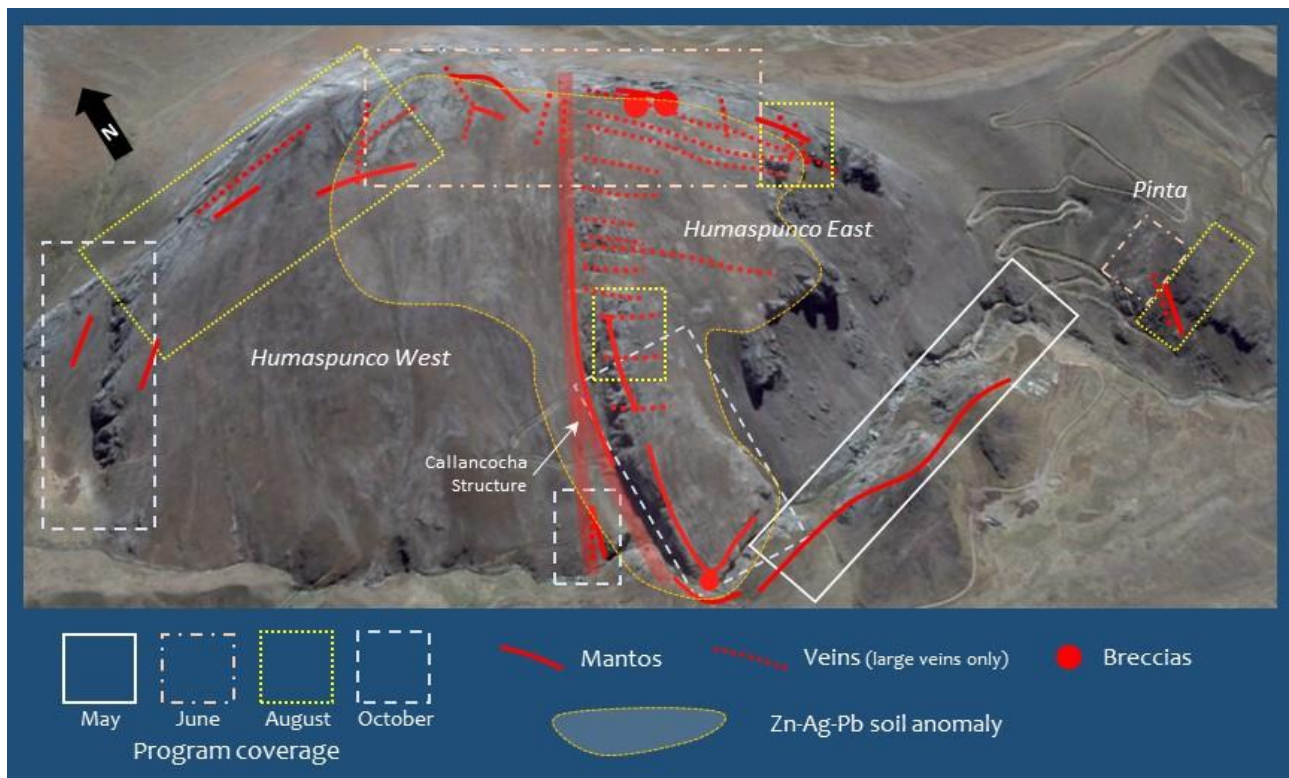 N
Pinta
Humaspunco East
Humaspunco West
Callancocha
Structure
Mantos
Veins (large veins only)
Breccias
May
June
August
October
Zn-Ag-Pb soil anomaly
Program coverage